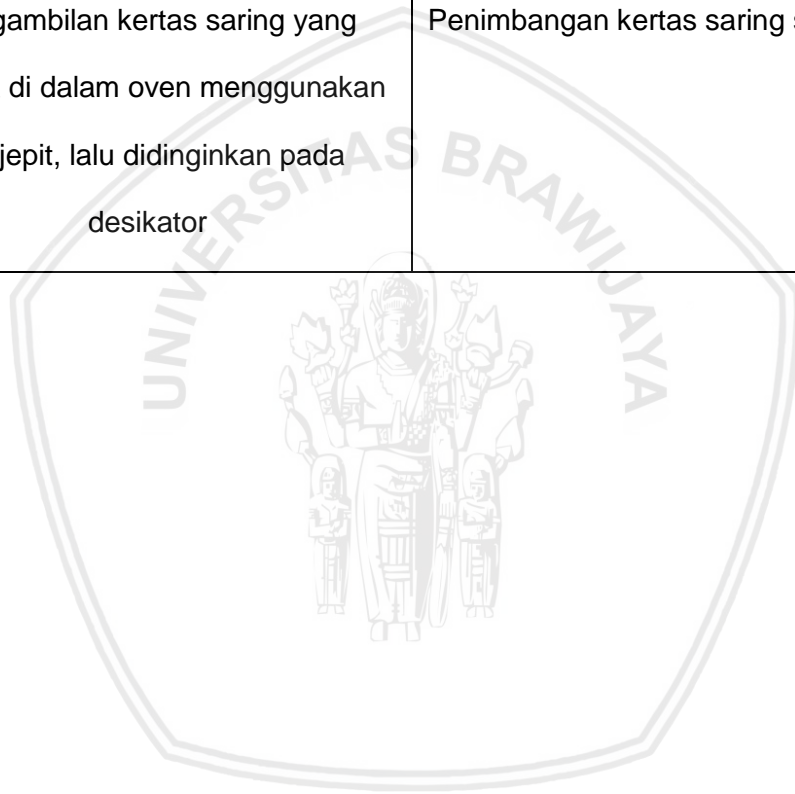 gambilan kertas saring yang
di dalam oven menggunakan
jepit, lalu didinginkan pada
desikator
Penimbangan kertas saring s
UNIVERSITAS BRAWIJAYA